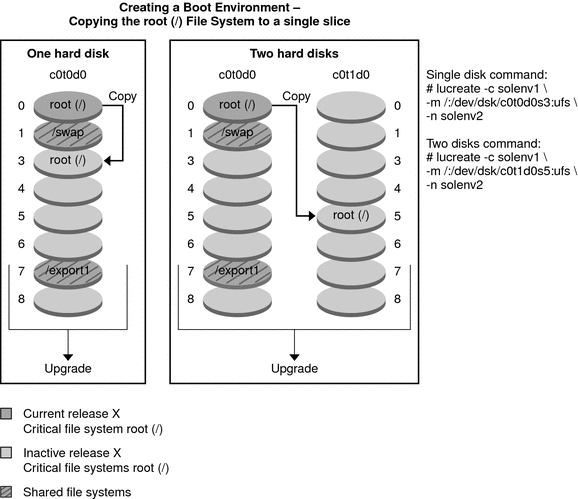 Creating a Boot Environment –
Copying the root (/) File System to a single slice
One hard disk
c0t0d0
Copy
0
root (/)
1
/swap
3
root (/)
4
5
6
7
/export1
8
Upgrade
Two hard disks
c0t0d0
c0t1d0
Copy
0
root (/)
0
1
/swap
1
3
3
4
4
5
root (/)
5
6
6
7
/export1
7
8
8
Upgrade
Single disk command:
# lucreate -c solenv1 \
-m /:/dev/dsk/c0t0d0s3:ufs \
-n solenv2
Two disks command:
# lucreate -c solenv1 \
-m /:/dev/dsk/c0t1d0s5:ufs \
-n solenv2
Current release X
Critical file system root (/)
Inactive release X
Critical file systems root (/)
Shared file systems